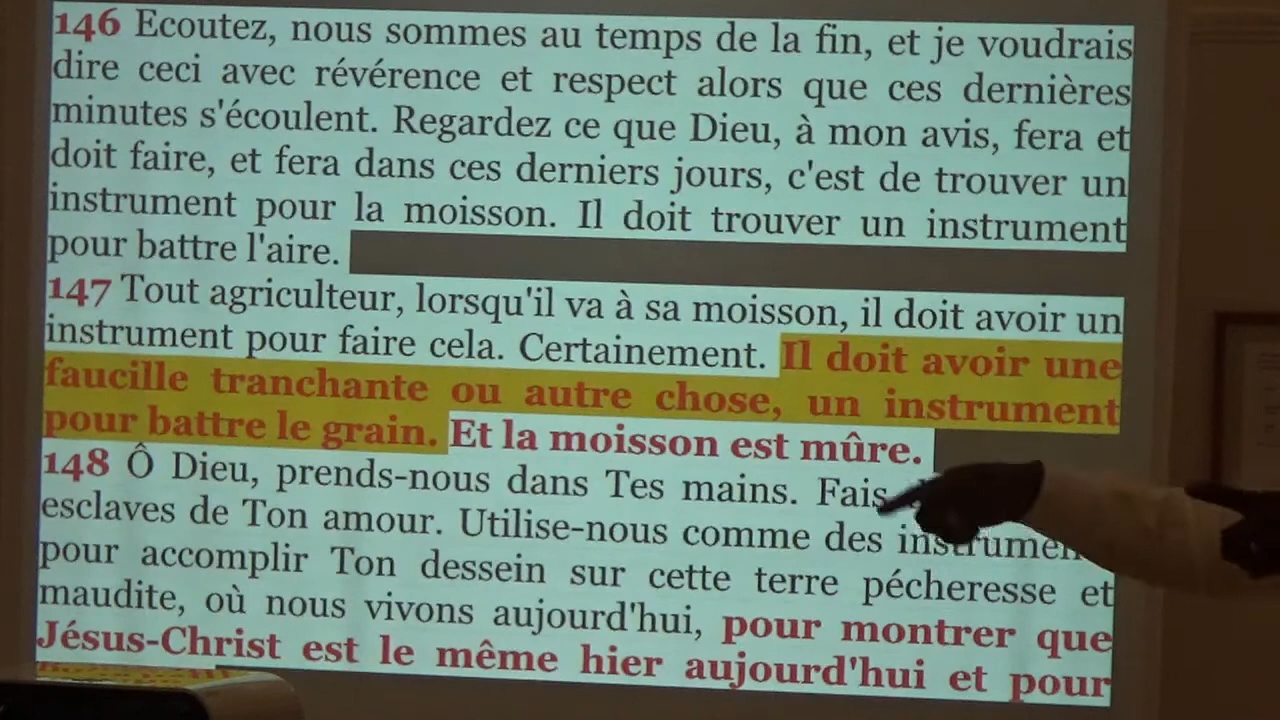 146 Ecoutez, nous sommes au temps de la fin, et je voudrais
dire ceci avec révérence et respect alors que ces dernières
minutes s'écoulent. Regardez ce que Dieu, à mon avis, fera et
doit faire, et fera dans ces derniers jours, c'est de trouver un
instrument pour la moisson. Il doit trouver un instrument
pour battre l'aire.
147 Tout agriculteur, lorsqu'il va à sa moisson, il doit avoir un
instrument pour faire cela. Certainement. Il doit avoir une
faucille tranchante ou autre chose, un instrument
pour battre le grain. Et la moisson est mûre.
148 Ô Dieu, prends-nous dans Tes mains. Fais
esclaves de Ton amour. Utilise-nous comme des
pour accomplir Ton dessein sur cette terre pécheresse et
maudite, où nous vivons aujourd'hui, pour montrer que
Jésus-Christ est le même hier aujourd'hui et pour